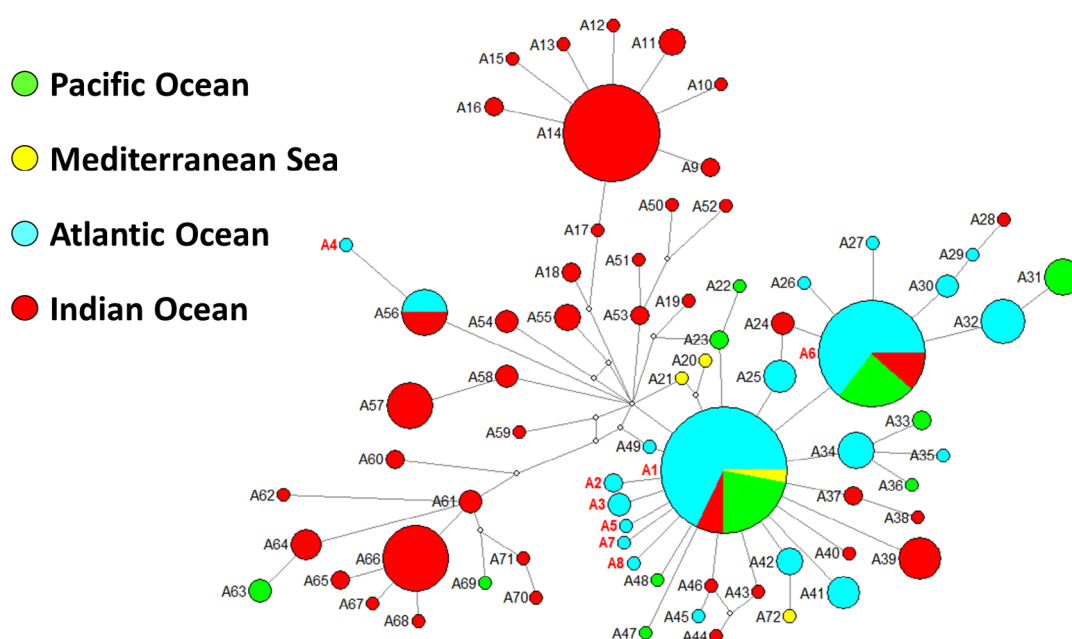 Pacific Ocean
Mediterranean Sea
Atlantic Ocean
Indian Ocean
A12
A13
A11
A15
A10
A16
A14
A9
A50
A52
A17
A28
A4
A27
A29
A51
A18
A31
A26
A30
A22
A19
A56
A54
A55
A53
A24
A32
A23
A6
A20
A21
A25
A58
A57
A33
A59
A49
A34
A35
A60
A1
A2
A36
A62
A61
A3
A37
A5
A38
A7
A64
A66
A8
A42
A40
A39
A71
A48
A65
A69
A46
A43
A41
A63
A67
A70
A45
A72
A68
A47
A44